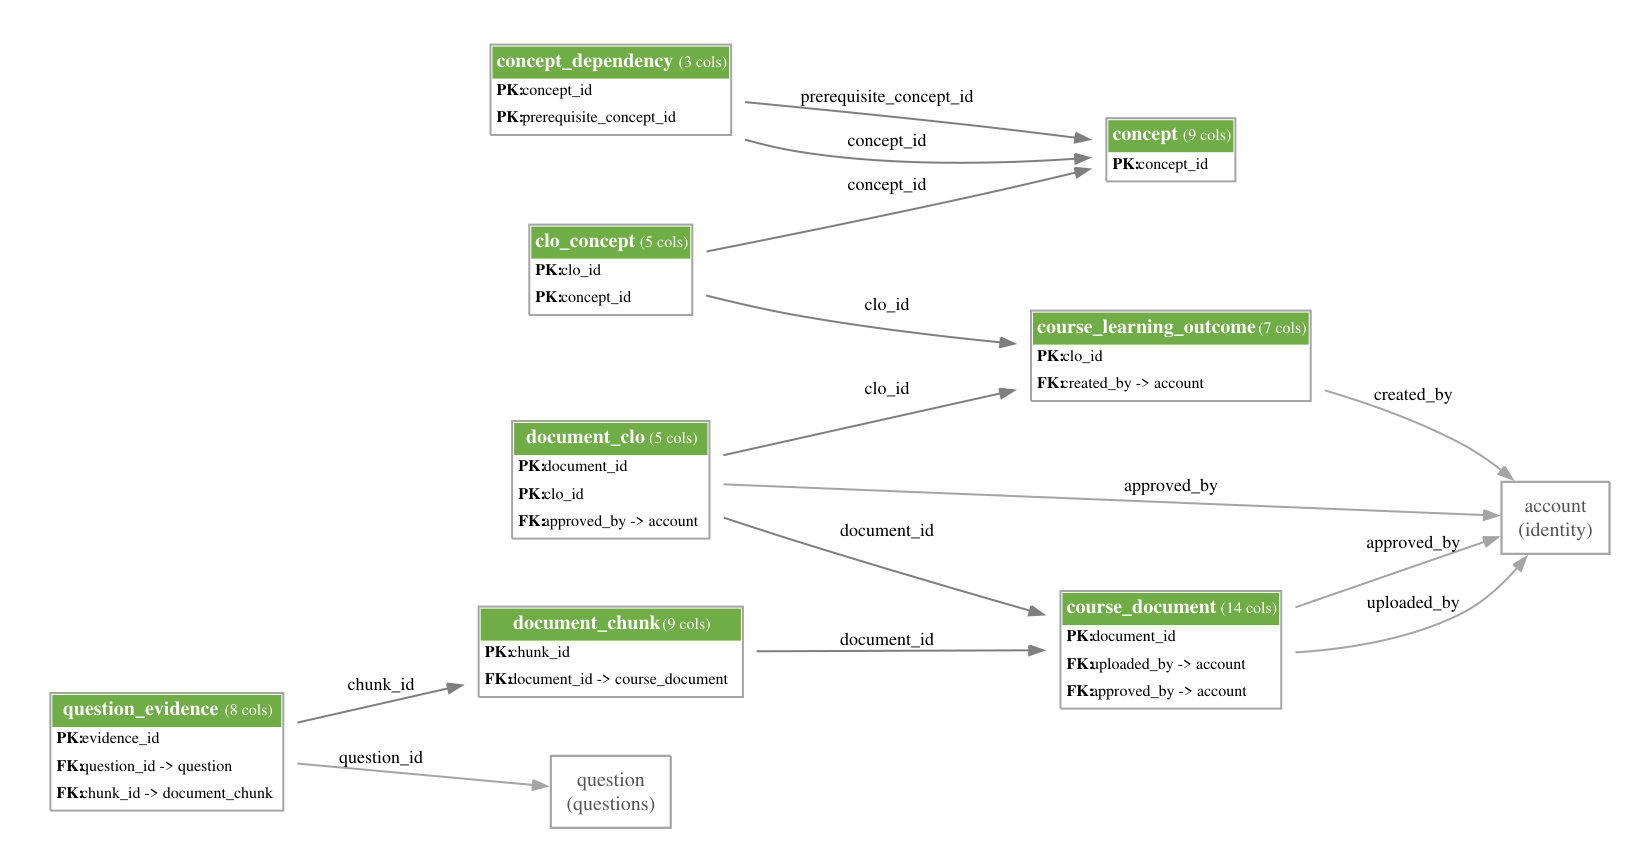 concept_dependency (3 cols)
PK:concept_id
PK:prerequisite_concept_id
prerequisite_concept_id
concept_id
concept_id
concept (9 cols)
PK:concept_id
clo_concept (5 cols)
PK:clo_id
PK:concept_id
clo_id
course_learning_outcome (7 cols)
PK:clo_id
FK:created_by -> account
clo_id
created_by
document_clo (5 cols)
PK:document_id
PK:clo_id
FK:approved_by -> account
approved_by
document_id
account
(identity)
approved_by
uploaded_by
course_document (14 cols)
PK:document_id
FK:uploaded_by -> account
FK:approved_by -> account
document_chunk (9 cols)
PK:chunk_id
FK:document_id -> course_document
document_id
chunk_id
question_evidence (8 cols)
PK:evidence_id
FK:question_id -> question
FK:chunk_id -> document_chunk
question_id
question
(questions)